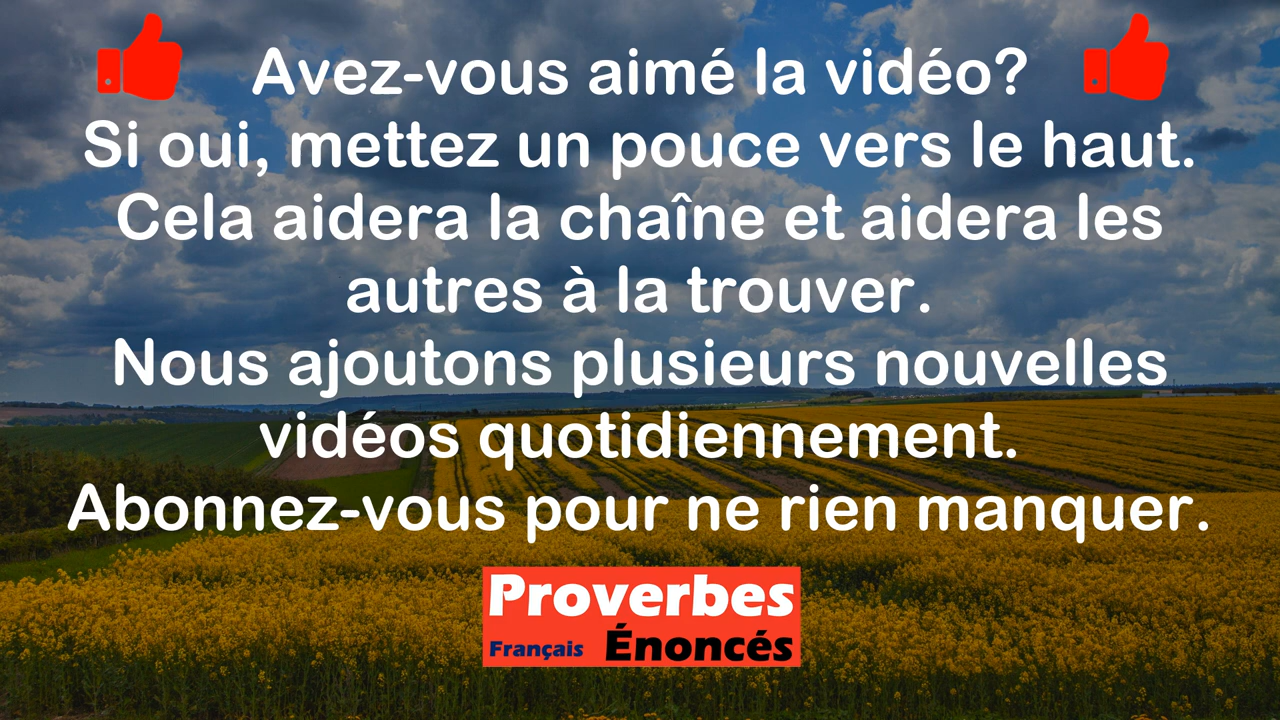 Avez-vous aimé la vidéo?
Si oui, mettez un pouce vers le haut.
Cela aidera la chaîne et aidera les
autres à la trouver.
Nous ajoutons plusieurs nouvelles
vidéos quotidiennement.
Abonnez-vous pour ne rien manquer.
Proverbes
Français Énoncés